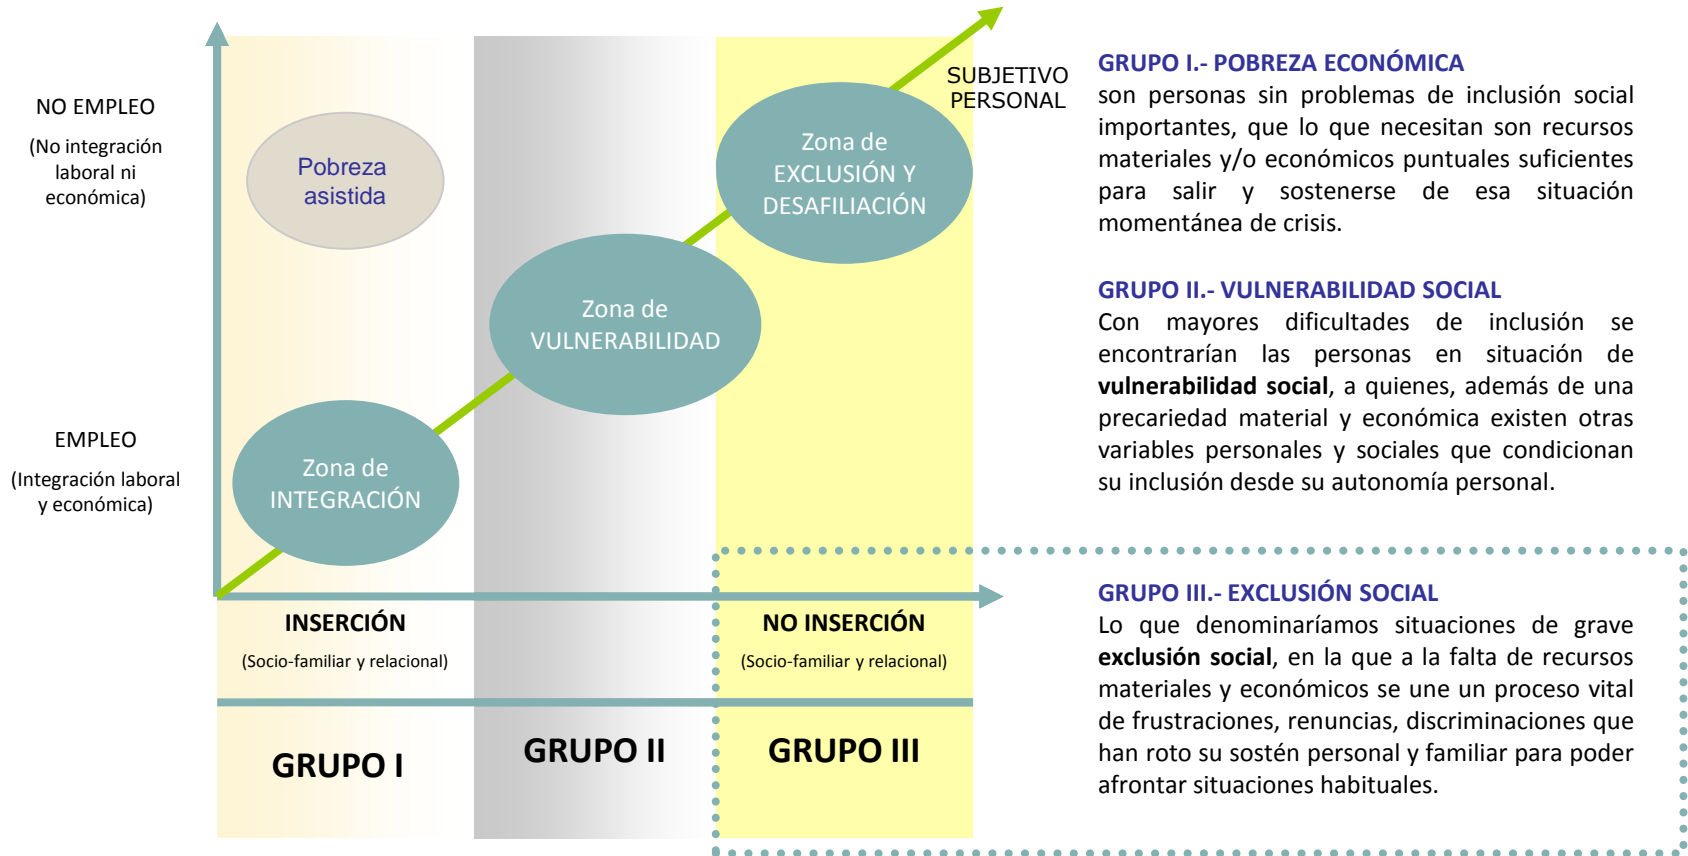 NO EMPLEO
(No integración
laboral ni
económica)
EMPLEO
(Integración laboral
y económica)
Pobreza
asistida
Zona de
INTEGRACIÓN
Zona de
VULNERABILIDAD
Zona de
EXCLUSIÓN Y
DESAFILIACIÓN
SUBJETIVO
PERSONAL
INSERCIÓN
(Socio-familiar y relacional)
NO INSERCIÓN
(Socio-familiar y relacional)
GRUPO I
GRUPO II
GRUPO III
GRUPO I.- POBREZA ECONÓMICA
son personas sin problemas de inclusión social
importantes, que lo que necesitan son recursos
materiales y/o económicos puntuales suficientes
para salir y sostenerse de esa situación
momentánea de crisis.
GRUPO II.- VULNERABILIDAD SOCIAL
Con mayores dificultades de inclusión se
encontrarían las personas en situación de
vulnerabilidad social, a quienes, además de una
precariedad material y económica existen otras
variables personales y sociales que condicionan
su inclusión desde su autonomía personal.
GRUPO III.- EXCLUSIÓN SOCIAL
Lo que denominaríamos situaciones de grave
exclusión social, en la que a la falta de recursos
materiales y económicos se une un proceso vital
de frustraciones, renuncias, discriminaciones que
han roto su sostén personal y familiar para poder
afrontar situaciones habituales.